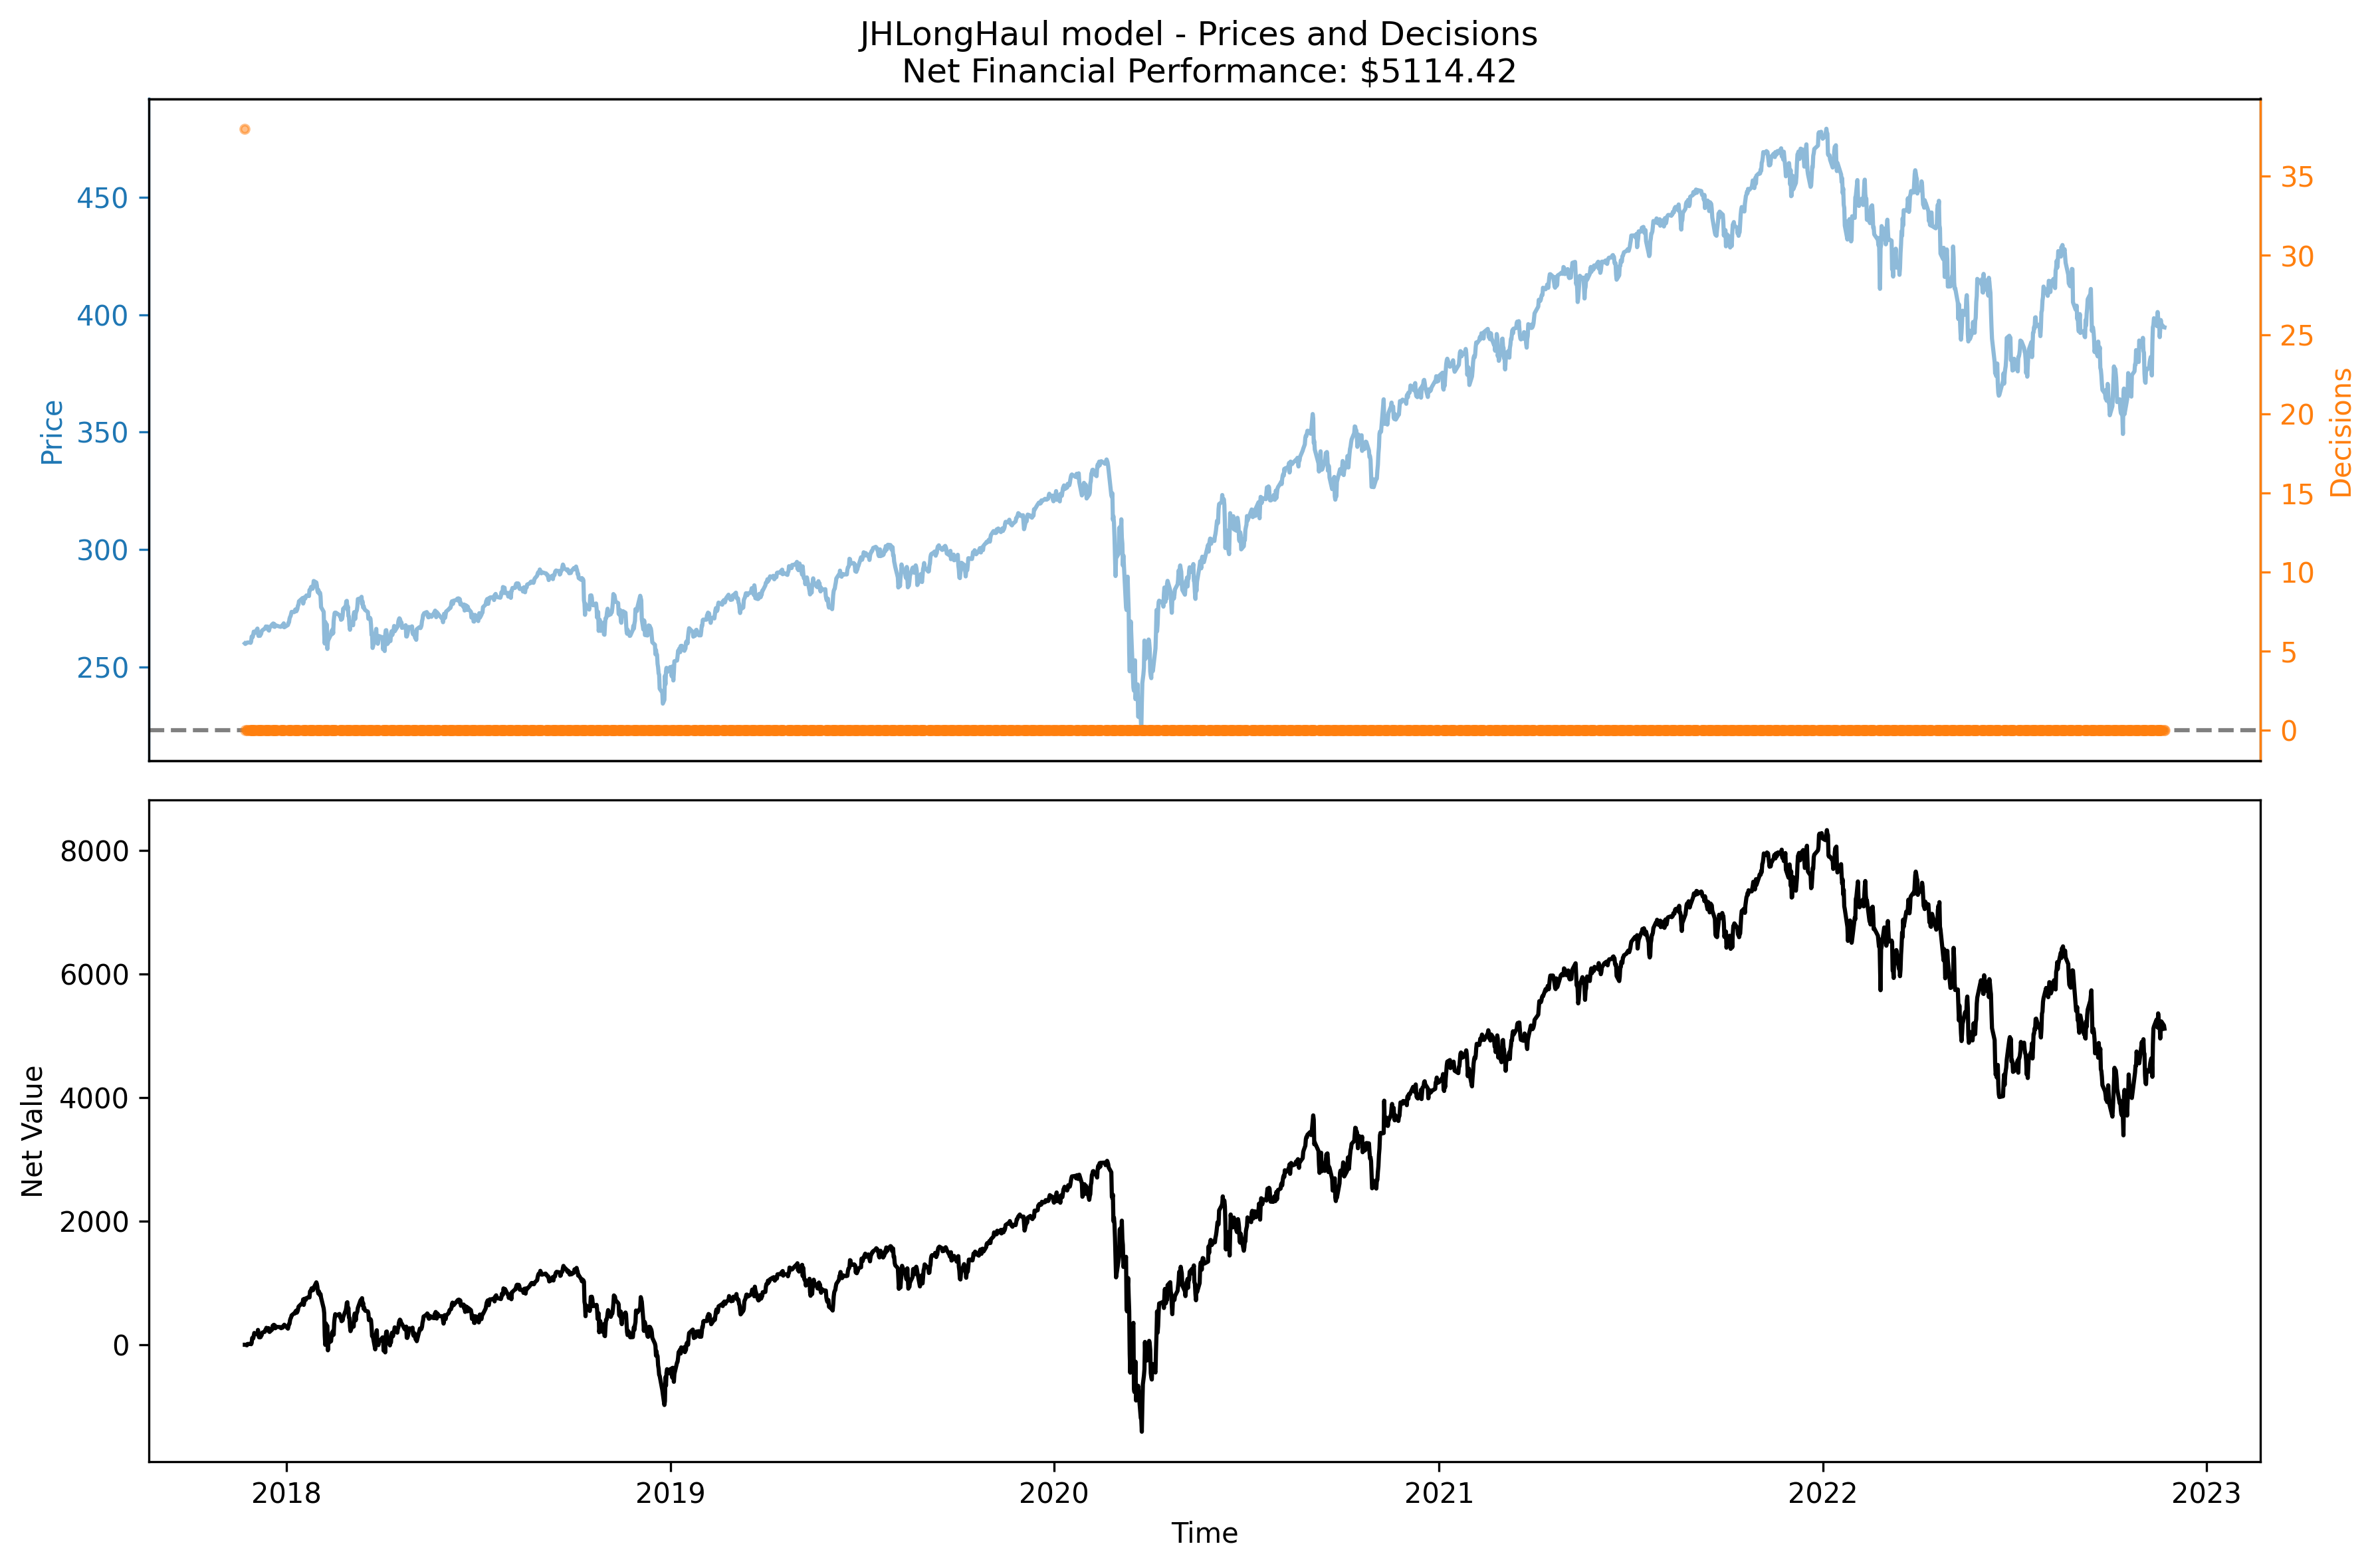 JHLongHaul model - Prices and Decisions
Net Financial Performance: $5114.42
Price
450
400
350
300
250
35
30
25
20
15
10
5
0
Decisions
Net Value
8000
6000
4000
2000
0
2018 2019 2020 2021 2022 2023
Time